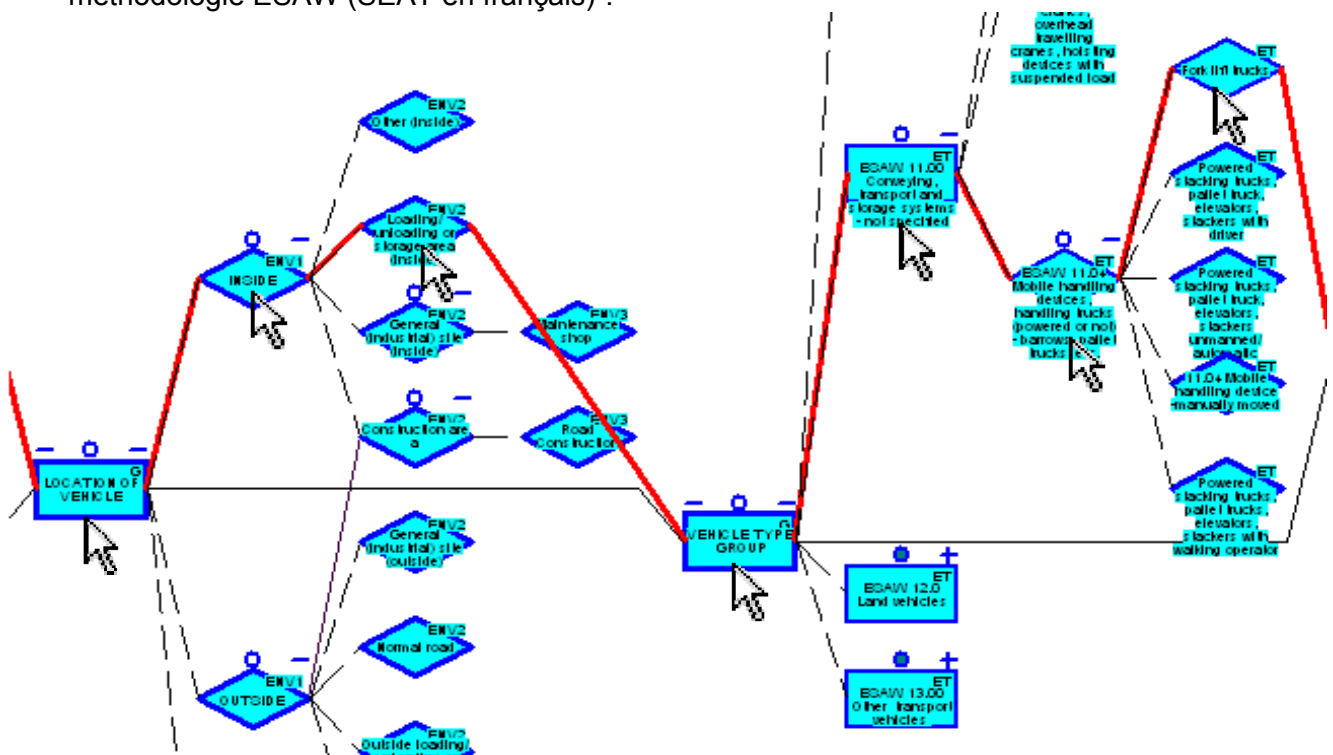 méthodologie ESAW (SEAT en français) :
overhead
travelling
cranes, hoisting
devices with
suspended load
ENV2
Other (inside)
ENV2
Loading/
unloading or
storage area
(inside)
ENV1
INSIDE
ENV2
General
(industrial) site
(inside)
ENV3
Maintenance
shop
ENV2
Construction are
a
ENV3
Road
Construction
G
LOCATION OF
VEHICLE
ENV2
General
(industrial) site
(outside)
ENV2
Normal road
ENV1
OUTSIDE
ENV2
Outside loading/
G
VEHICLE TYPE
GROUP
ET
ESAW 11.00
Conveying,
transport and
storage systems
- not specified
ET
ESAW 11.04
Mobile handling
devices,
handling trucks
(powered or not)
- barrows, pallet
trucks
ET
Fork lift trucks
ET
Powered
stacking trucks,
pallet truck,
elevators,
stackers with
driver
ET
Powered
stacking trucks,
pallet truck,
elevators,
stackers
unmanned/
automatic
ET
11.04 Mobile
handling device
-manually moved
ET
Powered
stacking trucks,
pallet trucks,
elevators,
stackers with
walking operator
ET
ESAW 12.0
Land vehicles
ET
ESAW 13.00
Other transport
vehicles